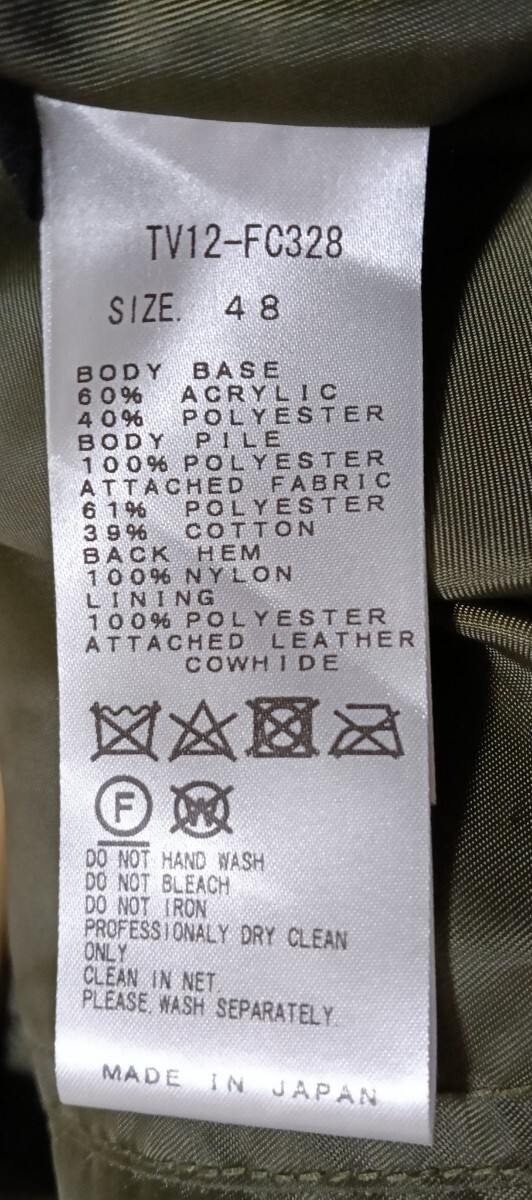 TV12-FC328
SIZE. 48
BODY BASE
60% ACRYLIC
40% POLYESTER
BODY PILE
100% POLYESTER
ATTACHED FABRIC
61% POLYESTER
39% COTTON
BACK HEM
100% NYLON
LINING
100% POLYESTER
ATTACHED LEATHER
COWHIDE
F W
DO NOT HAND WASH
DO NOT BLEACH
DO NOT IRON
PROFESSIONALY DRY CLEAN
ONLY
CLEAN IN NET.
PLEASE.WASH SEPARATELY.
MADE IN JAPAN